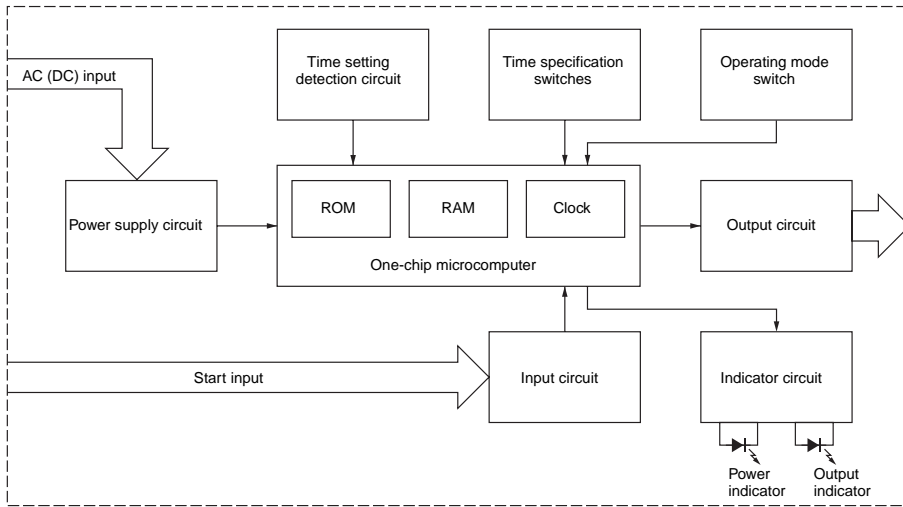 AC (DC) input
Time setting
detection circuit
Time specification
switches
Operating mode
switch
Power supply circuit
ROM
RAM
Clock
One-chip microcomputer
Output circuit
Start input
Input circuit
Indicator circuit
Power
indicator
Output
indicator